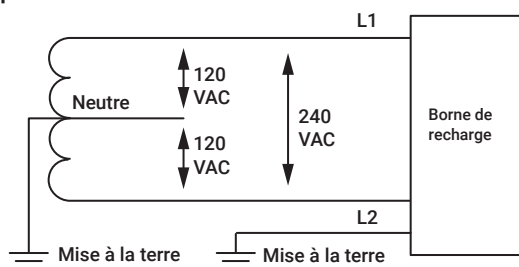 L1
120
VAC
Neutre
240
VAC
Borne de
recharge
120
VAC
L2
Mise à la terre
Mise à la terre